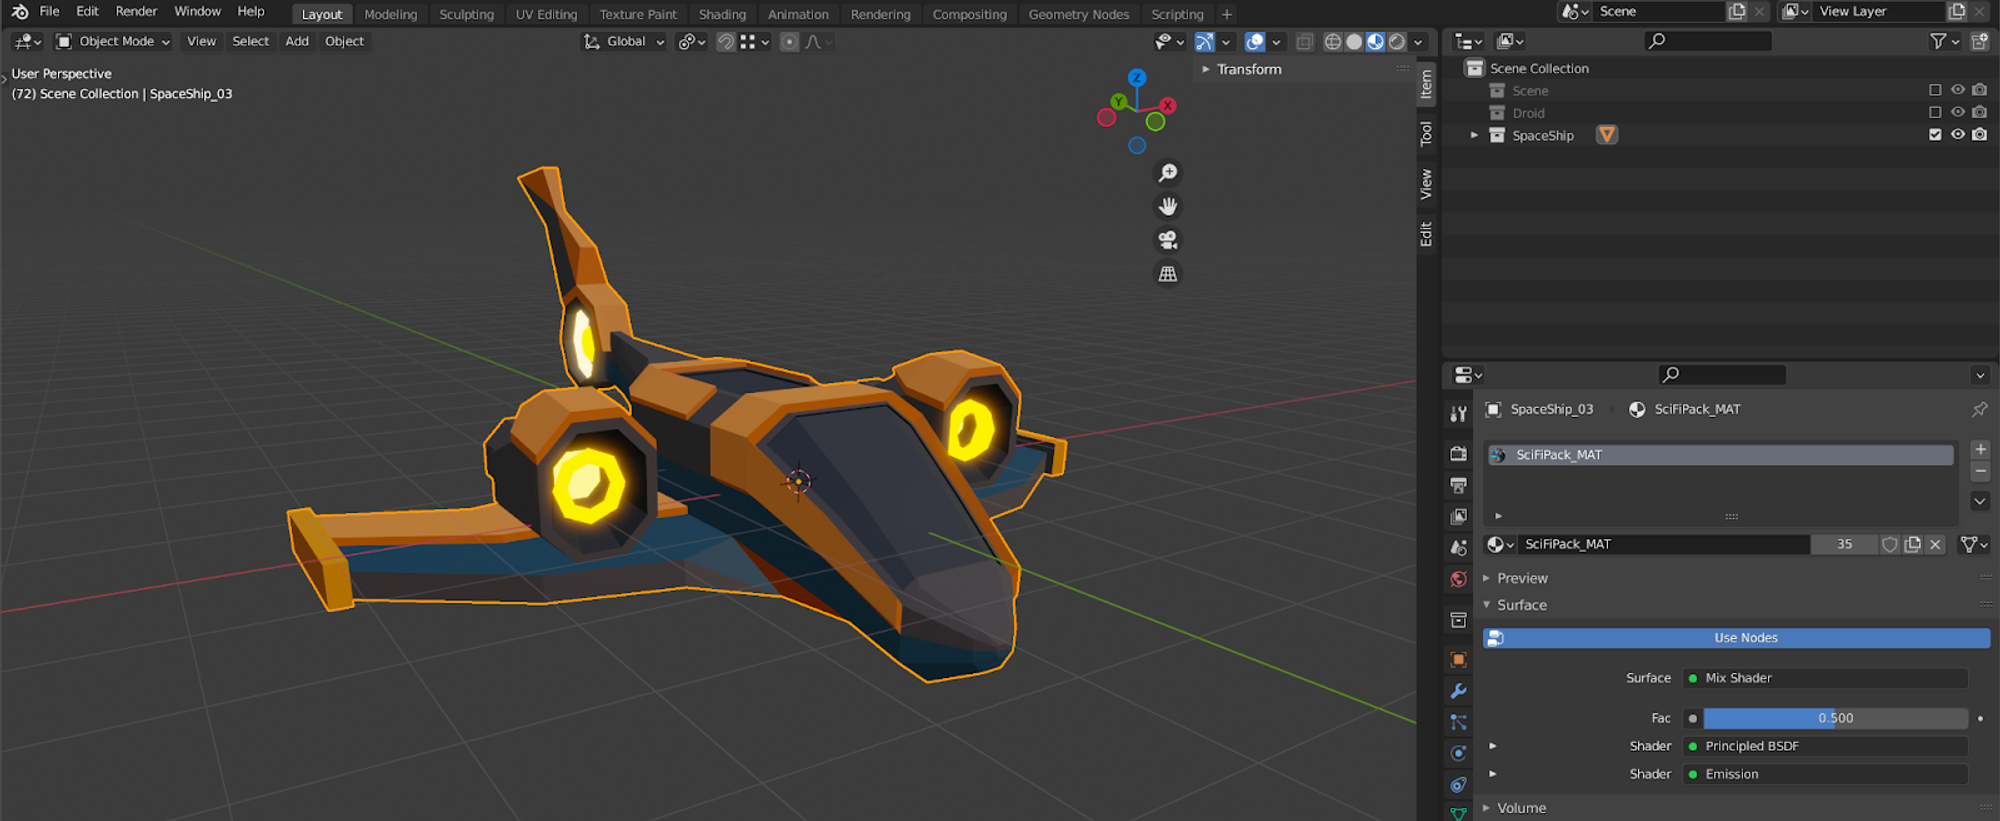 File Edit Render Window Help
Layout Modeling Sculpting UV Editing Texture Paint Shading Animation Rendering Compositing Geometry Nodes Scripting +
Scene
View Layer
Object Mode View Select Add Object
Global
User Perspective
(72) Scene Collection | SpaceShip_03
Transform
Z
Y
X
Item
Tool
View
Edit
Scene Collection
Scene
Droid
SpaceShip
SpaceShip_03 SciFiPack_MAT
SciFiPack_MAT
SciFiPack_MAT 35
Preview
Surface
Use Nodes
Surface Mix Shader
Fac 0.500
Shader Principled BSDF
Shader Emission
Volume